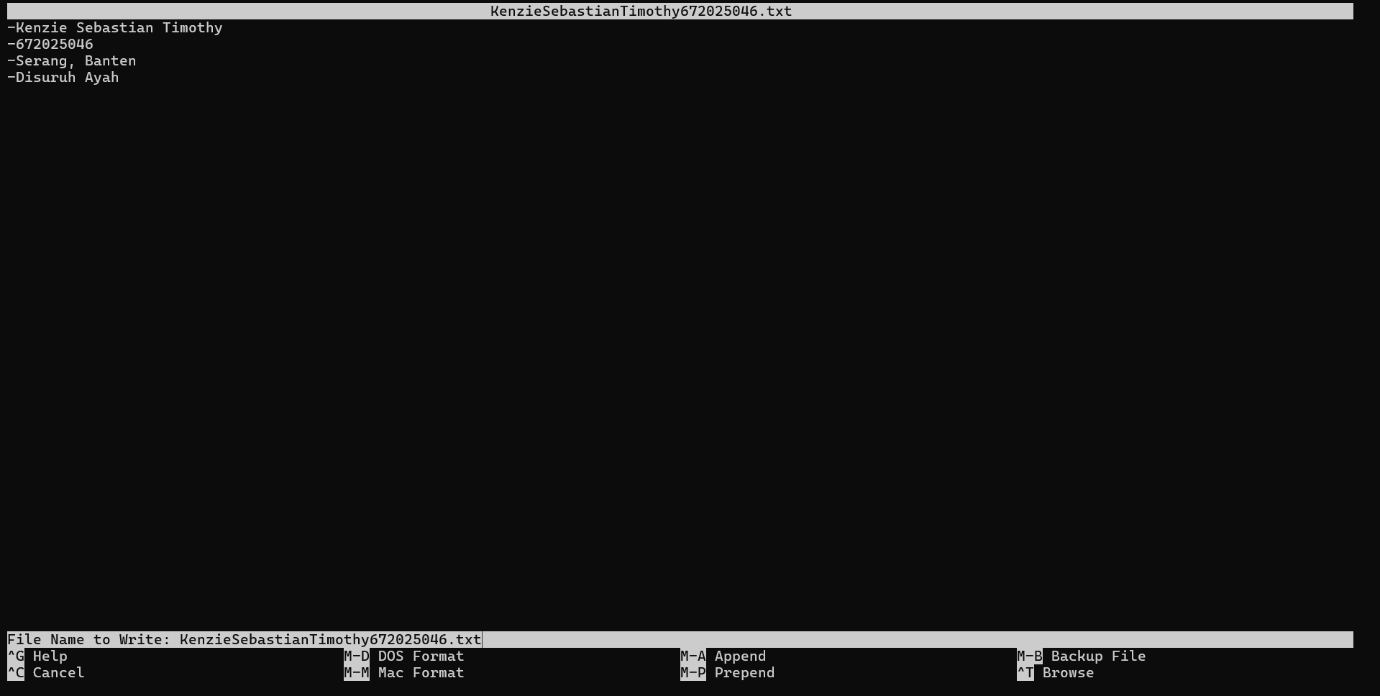 KenzieSebastianTimothy672025046.txt
-Kenzie Sebastian Timothy
-672025046
-Serang, Banten
-Disuruh Ayah
File Name to Write: KenzieSebastianTimothy672025046.txt
^G Help M-D DOS Format M-A Append M-B Backup File
^C Cancel M-M Mac Format M-P Prepend ^T Browse